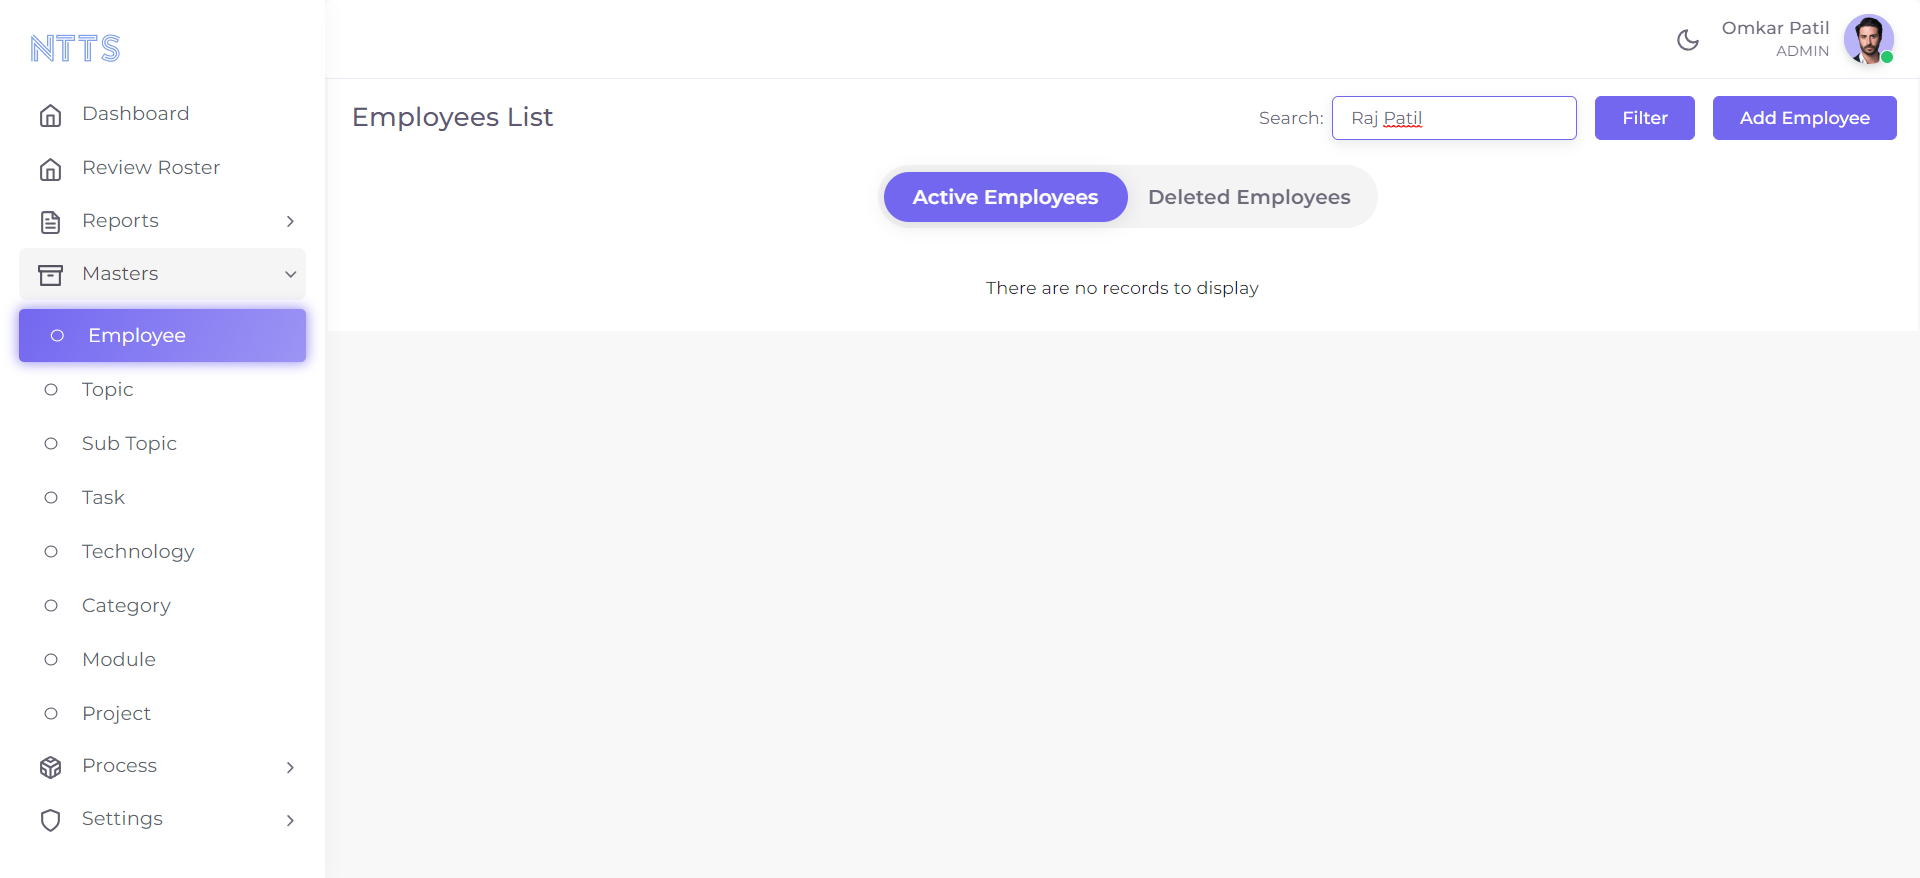 NTTS
Omkar Patil
ADMIN
Dashboard
Review Roster
Reports
Masters
Employee
Topic
Sub Topic
Task
Technology
Category
Module
Project
Process
Settings
Employees List
Search: Raj Patil Filter Add Employee
Active Employees Deleted Employees
There are no records to display